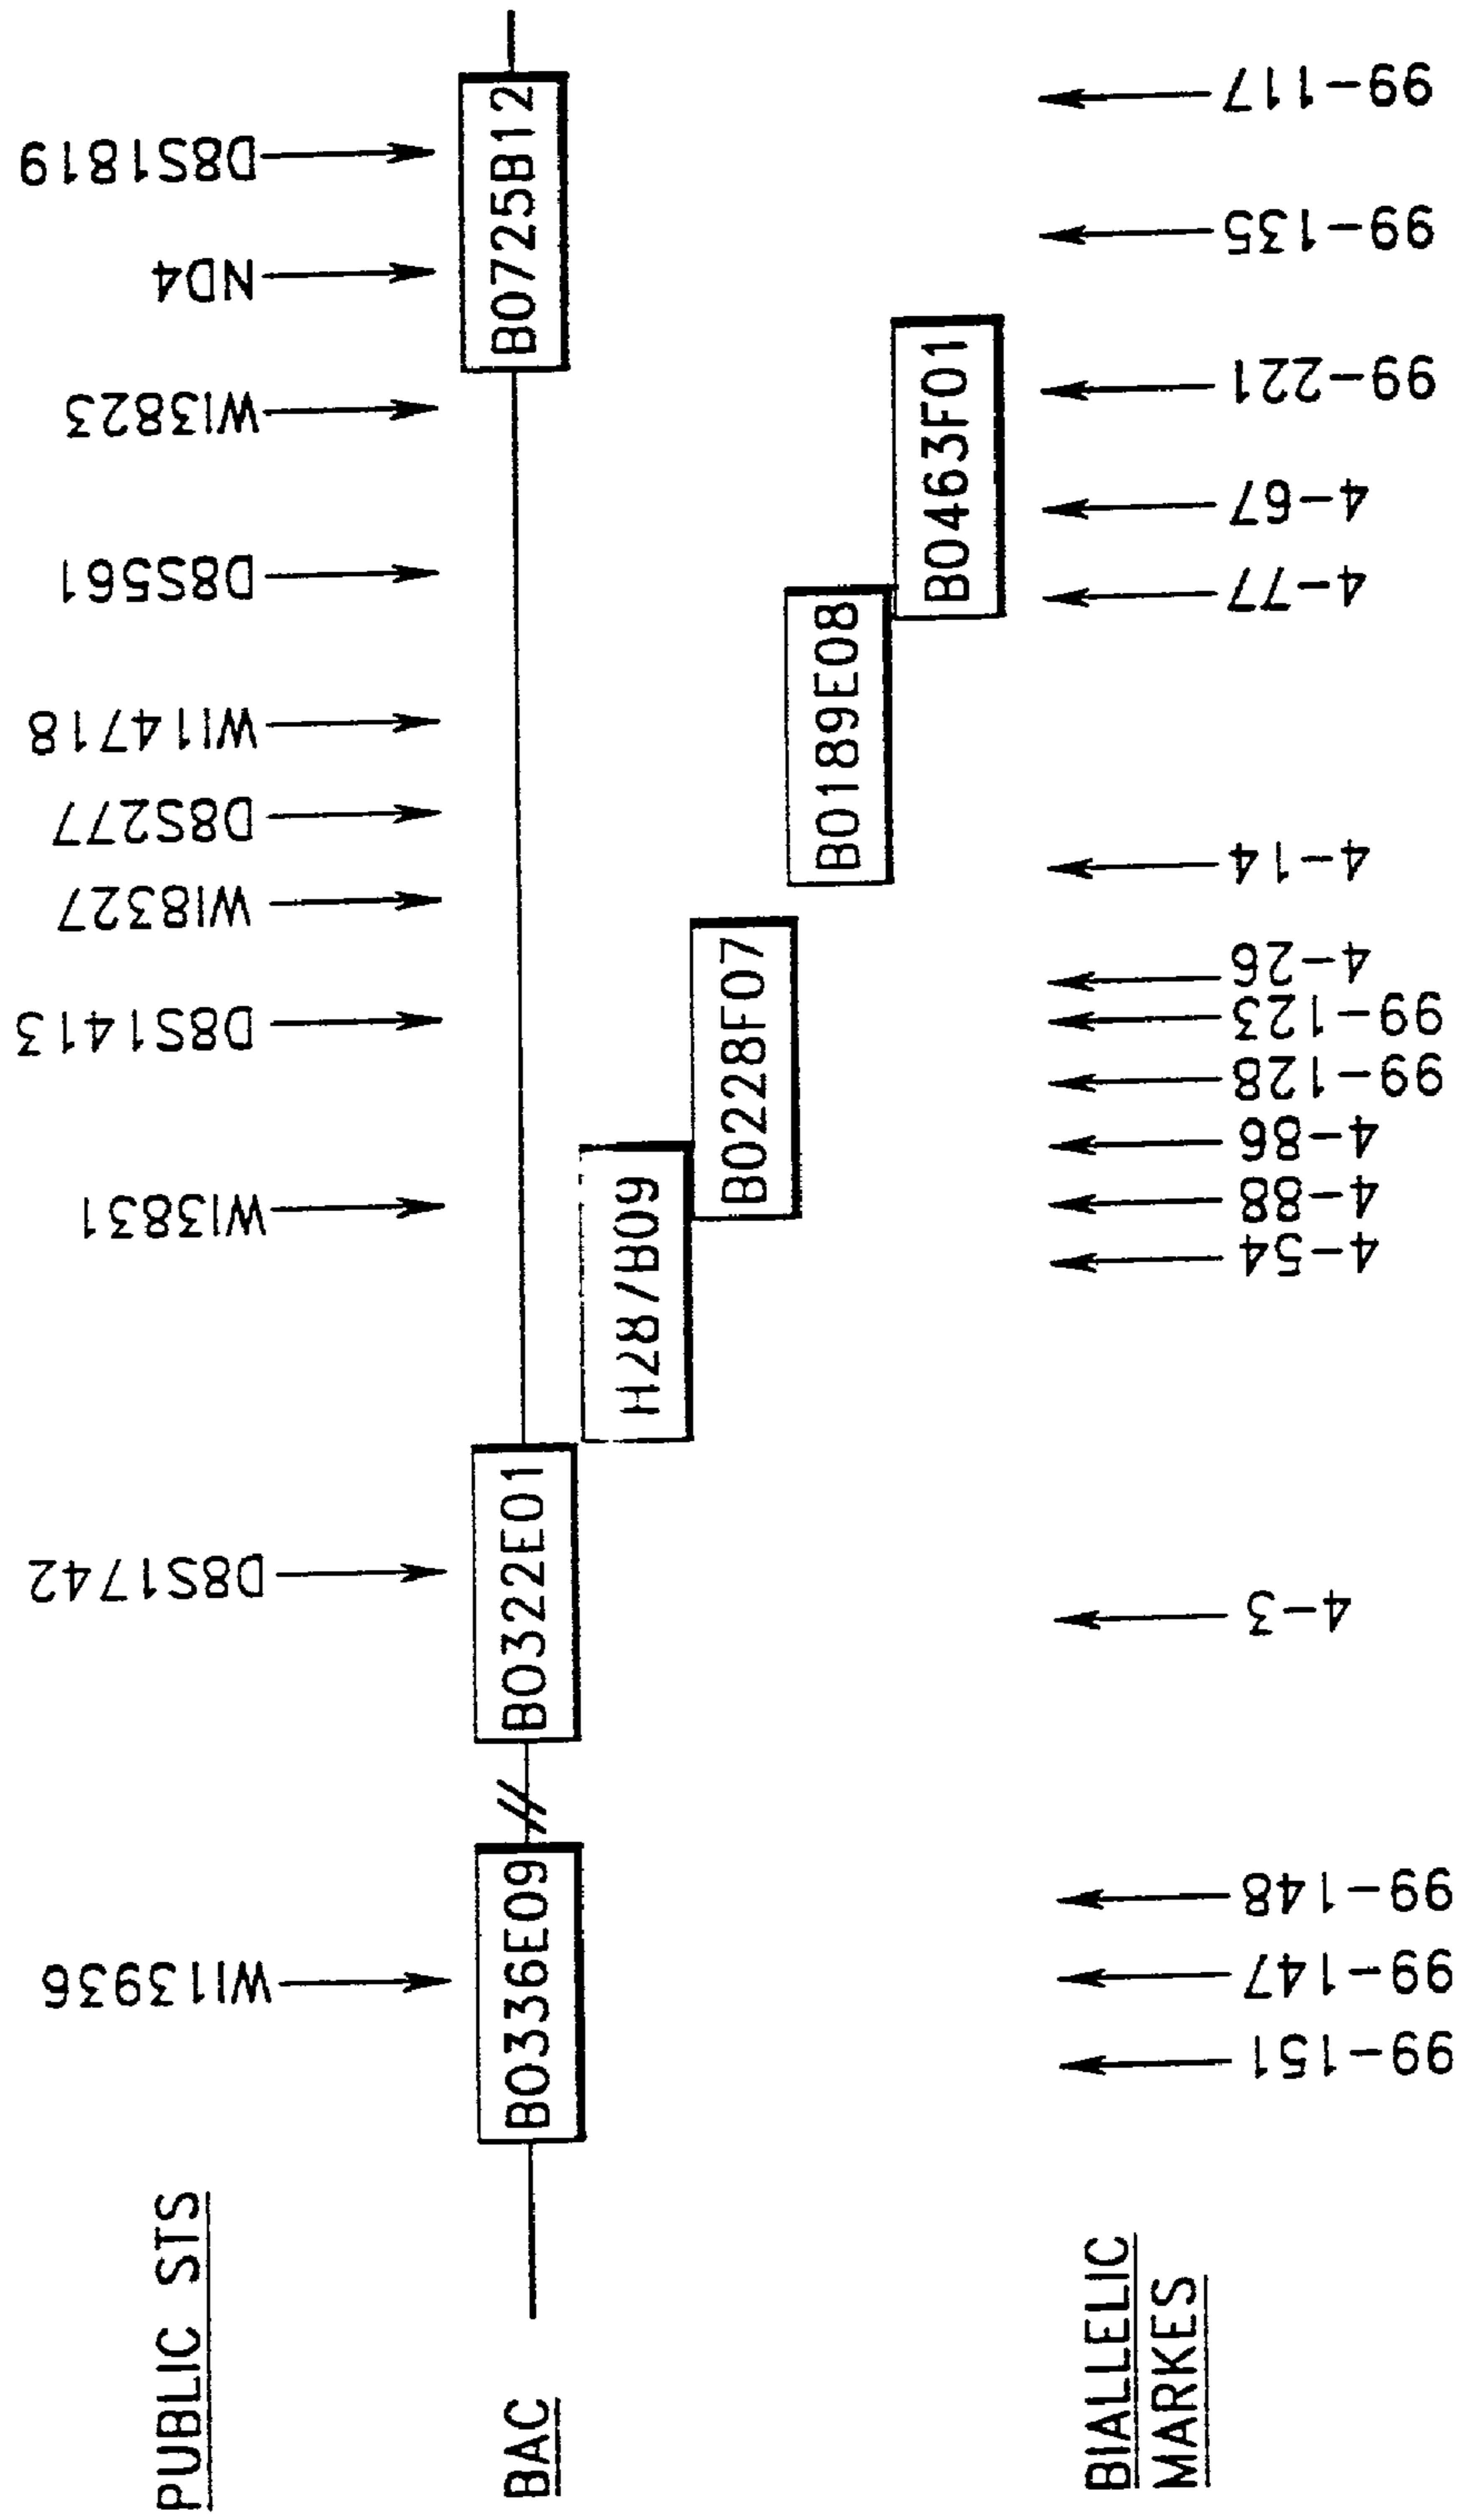 PUBLIC STS
WI13936
D8S1742
WI3831
D8S1413
WI8327
D8S277
WI14718
D8S561
WI3823
ND4
D8S1819
BAC
B0336E09
B0322E01
H287B09
B0228F07
B0189E08
B0463F01
B0725B12
BIALLELIC
MARKES
99-151
99-147
99-148
4-3
4-54
4-88
4-86
99-128
99-123
4-26
4-14
4-77
4-67
99-221
99-135
99-117